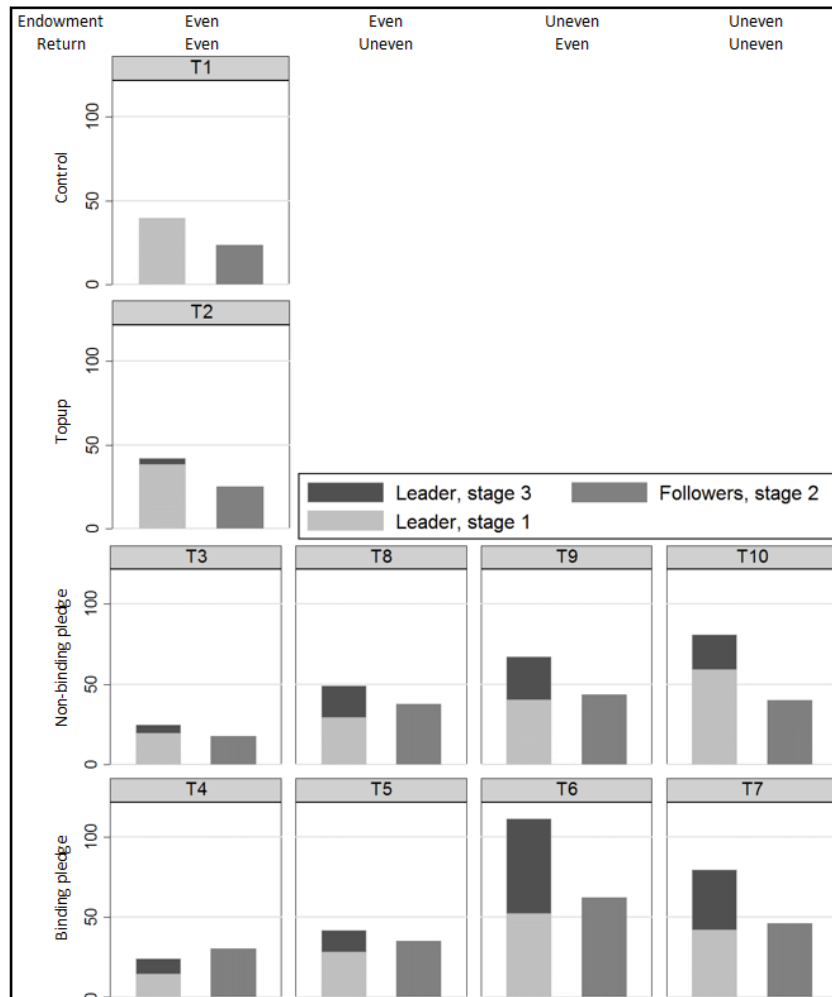 Endowment Even Even Uneven Uneven
Return Even Uneven Even Uneven
T1
Control
100
50
0
T2
Topup
100
50
0
Leader, stage 3 Followers, stage 2
Leader, stage 1
T3 T8 T9 T10
Non-binding pledge
100
50
0
T4 T5 T6 T7
Binding pledge
100
50
0